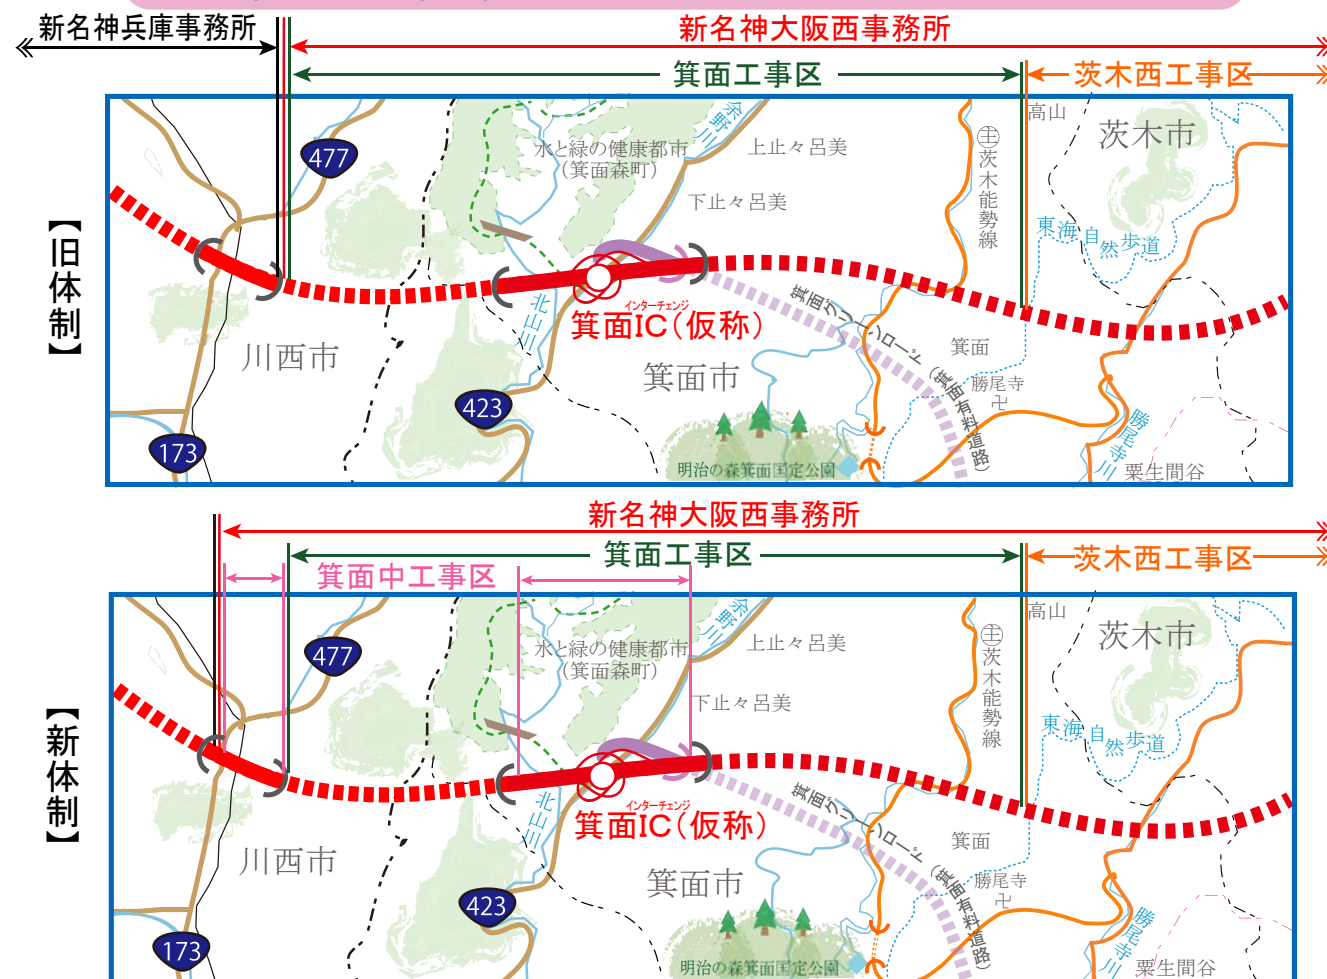 新名神兵庫事務所
新名神大阪西事務所
箕面工事区
茨木西工事区
【旧体制】
477
余野川
水と緑の健康都市
(箕面森町)
上止々呂美
下止々呂美
㊤茨木能勢線
高山
茨木市
東海自然歩道
北山川
インターチェンジ
箕面IC(仮称)
箕面グリーンロード(箕面有料道路)
川西市
箕面市
箕面
勝尾寺
卍
423
173
明治の森箕面国定公園
勝尾寺川
粟生間谷
新名神大阪西事務所
箕面工事区
茨木西工事区
箕面中工事区
【新体制】
477
余野川
水と緑の健康都市
(箕面森町)
上止々呂美
下止々呂美
茨木能勢線
高山
茨木市
東海自然歩道
北山川
インターチェンジ
箕面IC(仮称)
箕面グリーンロード(箕面有料道路)
川西市
箕面市
箕面
勝尾寺
卍
423
173
明治の森箕面国定公園
勝尾寺川
粟生間谷